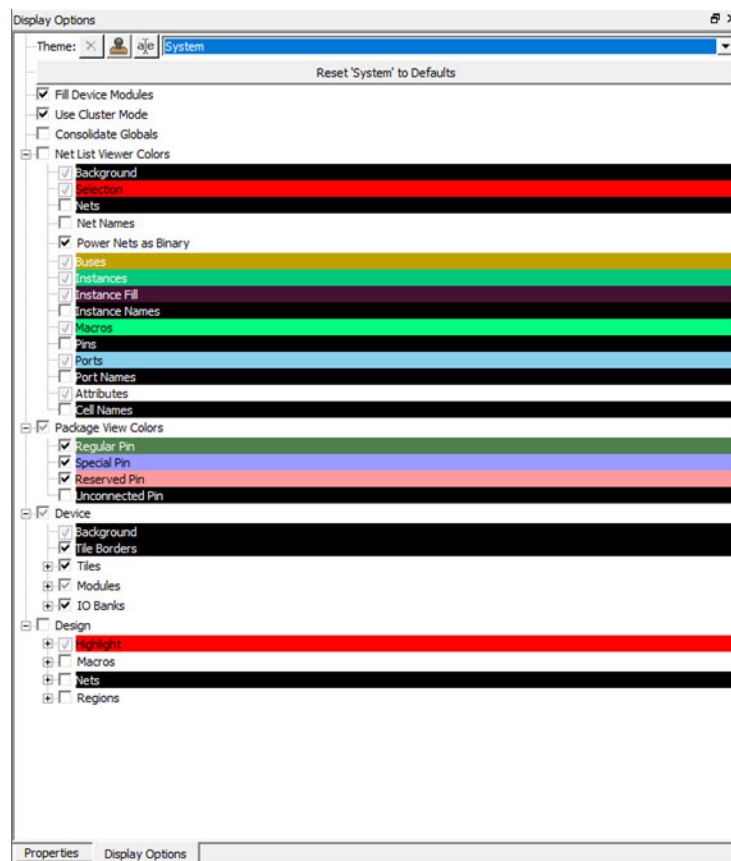 Display Options
Theme: a/e System
Reset 'System' to Defaults
Fill Device Modules
Use Cluster Mode
Consolidate Globals
Net List Viewer Colors
Background
Selection
Nets
Net Names
Power Nets as Binary
Buses
Instances
Instance Fill
Instance Names
Macros
Pins
Ports
Port Names
Attributes
Cell Names
Package View Colors
Regular Pin
Special Pin
Reserved Pin
Unconnected Pin
Device
Background
Tile Borders
Tiles
Modules
IO Banks
Design
Highlight
Macros
Nets
Regions
Properties Display Options